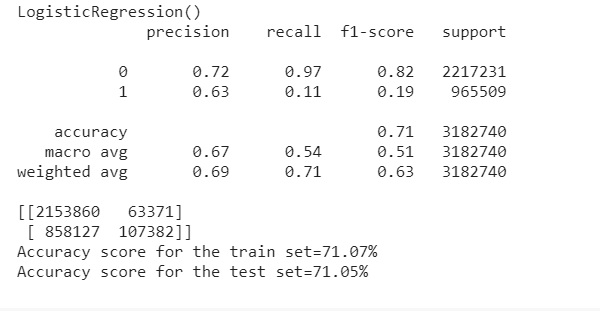 LogisticRegression()
precision recall f1-score support
0 0.72 0.97 0.82 2217231
1 0.63 0.11 0.19 965509
accuracy 0.71 3182740
macro avg 0.67 0.54 0.51 3182740
weighted avg 0.69 0.71 0.63 3182740
[[2153860 63371]
[ 858127 107382]]
Accuracy score for the train set=71.07%
Accuracy score for the test set=71.05%